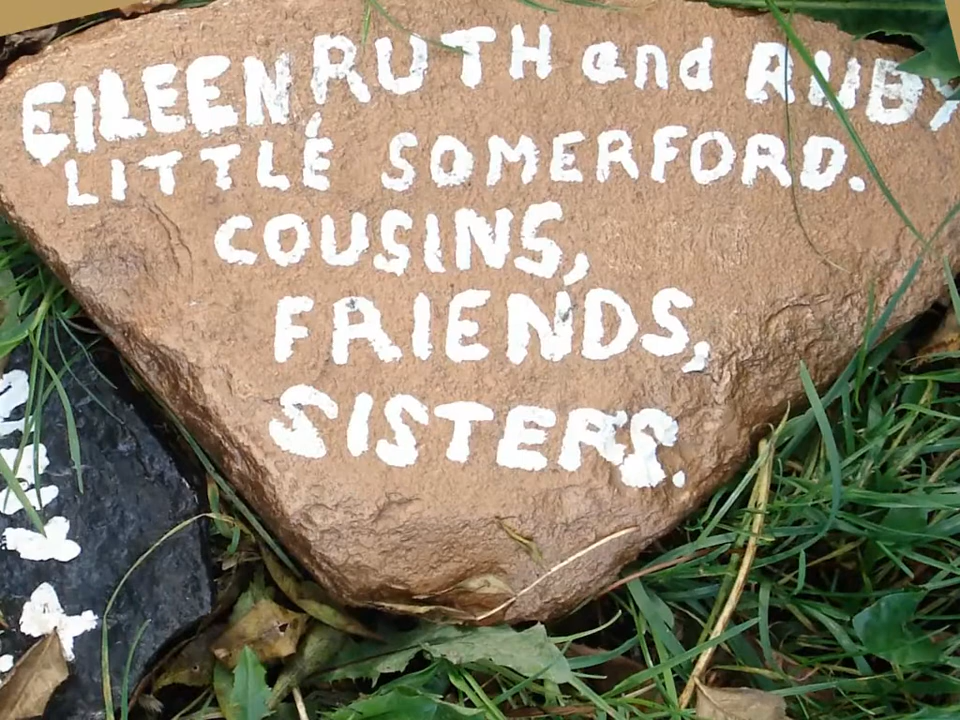 EILEEN, RUTH and RUBY
LITTLE SOMERFORD.
COUSINS,
FRIENDS,
SISTERS.